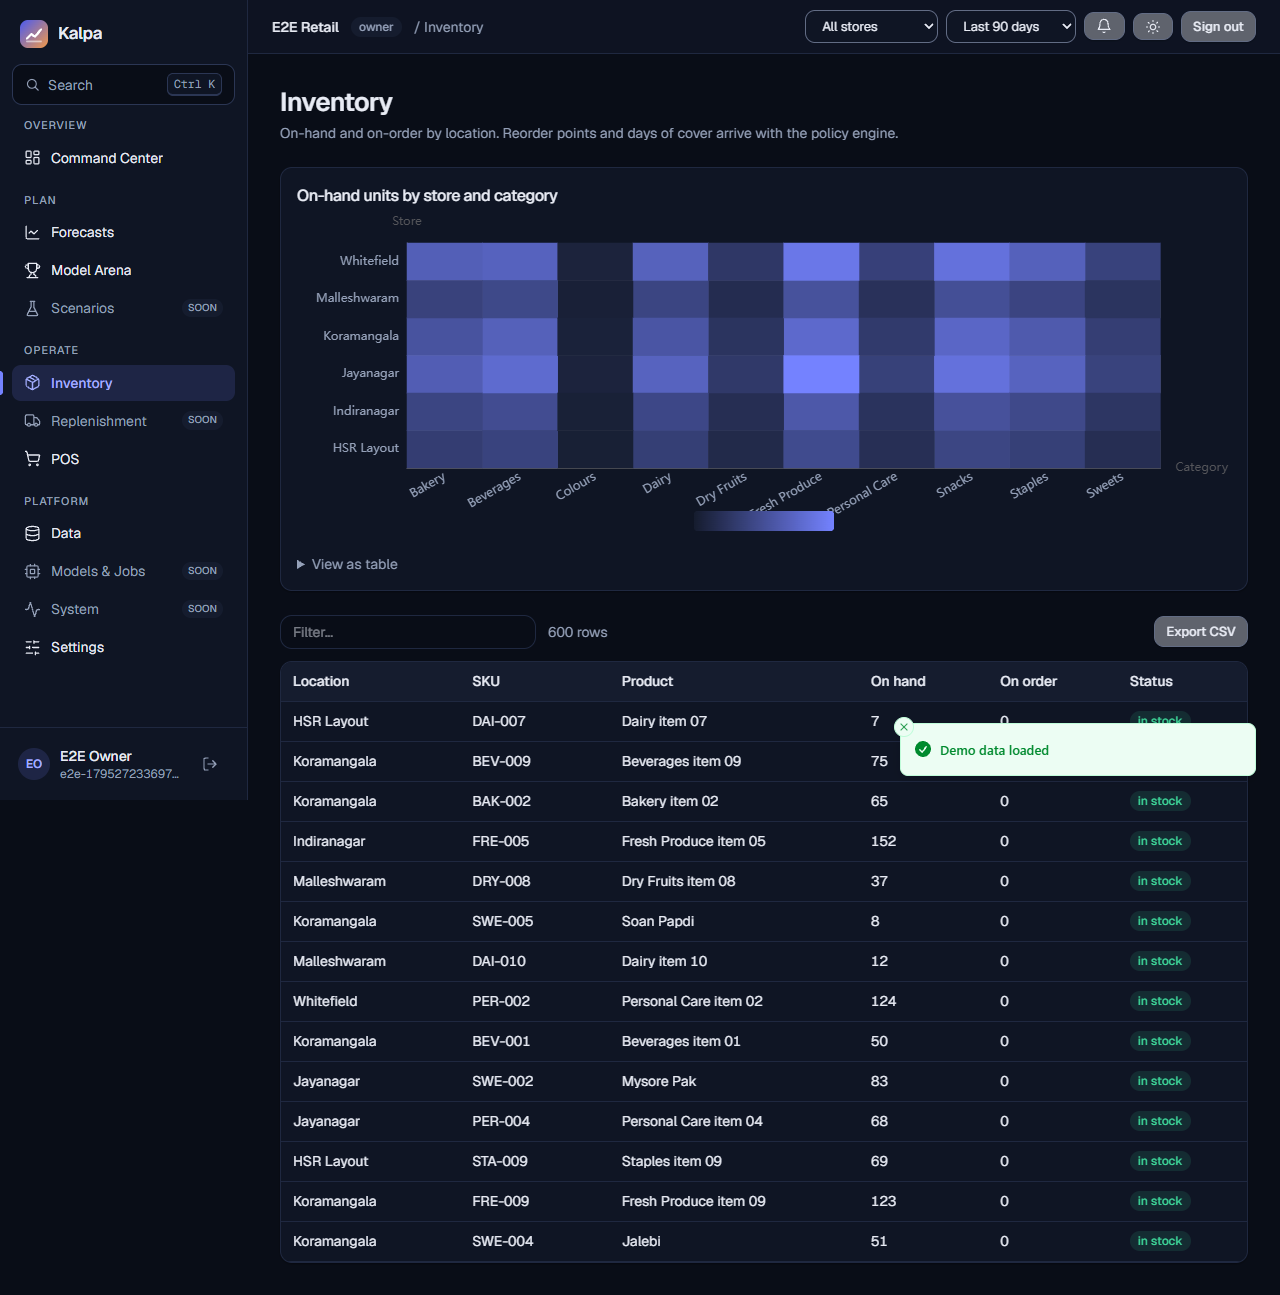 Kalpa
Search Ctrl K
OVERVIEW
Command Center
PLAN
Forecasts
Model Arena
Scenarios SOON
OPERATE
Inventory
Replenishment SOON
POS
PLATFORM
Data
Models & Jobs SOON
System SOON
Settings
EO E2E Owner
e2e-179527233697...
E2E Retail owner / Inventory
All stores Last 90 days Sign out
Inventory
On-hand and on-order by location. Reorder points and days of cover arrive with the policy engine.
On-hand units by store and category
Store
Whitefield
Malleshwaram
Koramangala
Jayanagar
Indiranagar
HSR Layout
Bakery Beverages Colours Dairy Dry Fruits Fresh Produce Personal Care Snacks Staples Sweets
Category
View as table
Filter... 600 rows Export CSV
Location SKU Product On hand On order Status
HSR Layout DAI-007 Dairy item 07 7 0 in stock
Demo data loaded
Koramangala BEV-009 Beverages item 09 75
Koramangala BAK-002 Bakery item 02 65 0 in stock
Indiranagar FRE-005 Fresh Produce item 05 152 0 in stock
Malleshwaram DRY-008 Dry Fruits item 08 37 0 in stock
Koramangala SWE-005 Soan Papdi 8 0 in stock
Malleshwaram DAI-010 Dairy item 10 12 0 in stock
Whitefield PER-002 Personal Care item 02 124 0 in stock
Koramangala BEV-001 Beverages item 01 50 0 in stock
Jayanagar SWE-002 Mysore Pak 83 0 in stock
Jayanagar PER-004 Personal Care item 04 68 0 in stock
HSR Layout STA-009 Staples item 09 69 0 in stock
Koramangala FRE-009 Fresh Produce item 09 123 0 in stock
Koramangala SWE-004 Jalebi 51 0 in stock